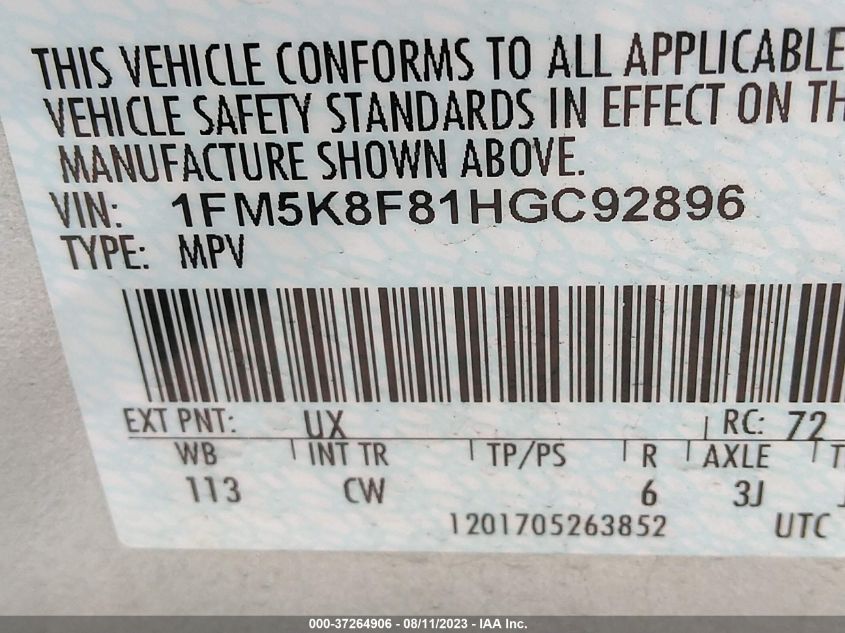 THIS VEHICLE CONFORMS TO ALL APPLICABLE
VEHICLE SAFETY STANDARDS IN EFFECT ON
MANUFACTURE SHOWN ABOVE.
VIN: 1FM5K8F81HGC92896
TYPE: MPV
EXT PNT: UX RC: 72
WB INT TR TP/PS R AXLE
113 CW 6 3J
1201705263852 UTC
000-37264906 - 08/11/2023 - IAA Inc.